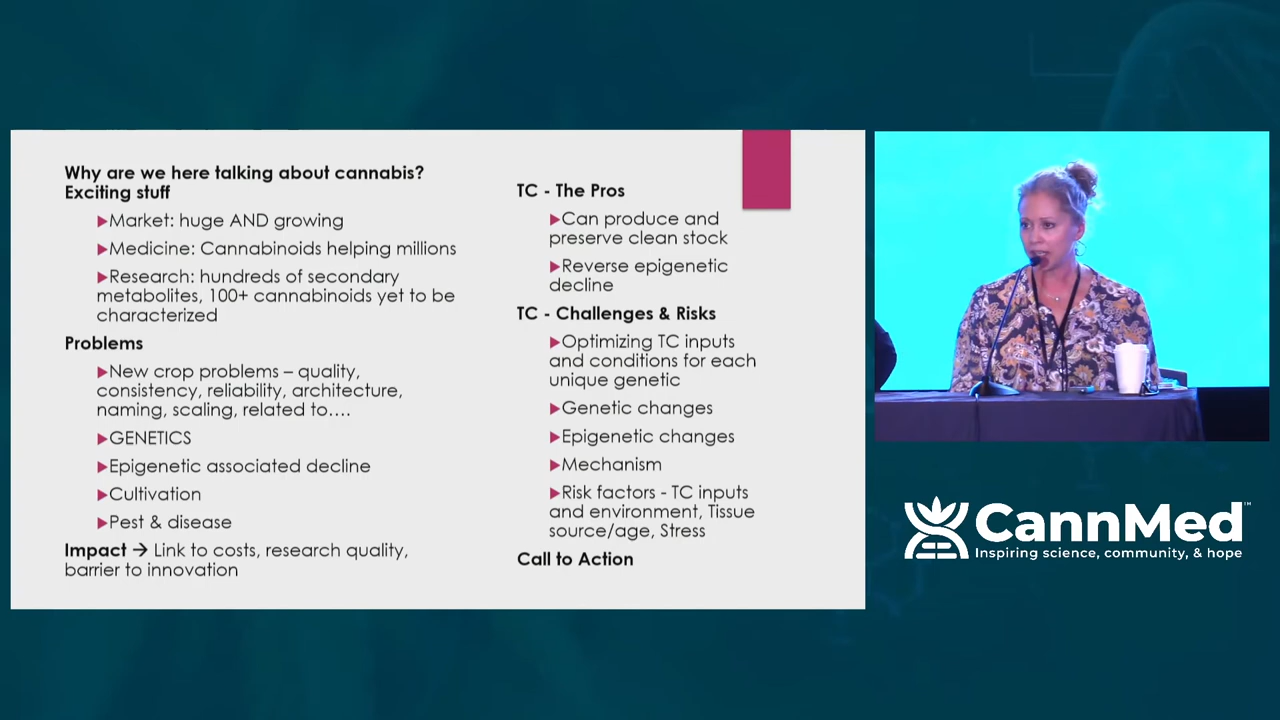 Why are we here talking about cannabis?
Exciting stuff
▶Market: huge AND growing
▶Medicine: Cannabinoids helping millions
▶Research: hundreds of secondary
metabolites, 100+ cannabinoids yet to be
characterized
Problems
▶New crop problems – quality,
consistency, reliability, architecture,
naming, scaling, related to….
▶GENETICS
▶Epigenetic associated decline
▶Cultivation
▶Pest & disease
Impact → Link to costs, research quality,
barrier to innovation
TC - The Pros
▶Can produce and
preserve clean stock
▶Reverse epigenetic
decline
TC - Challenges & Risks
▶Optimizing TC inputs
and conditions for each
unique genetic
▶Genetic changes
▶Epigenetic changes
▶Mechanism
▶Risk factors - TC inputs
and environment, Tissue
source/age, Stress
Call to Action
CannMed™
Inspiring science, community, & hope